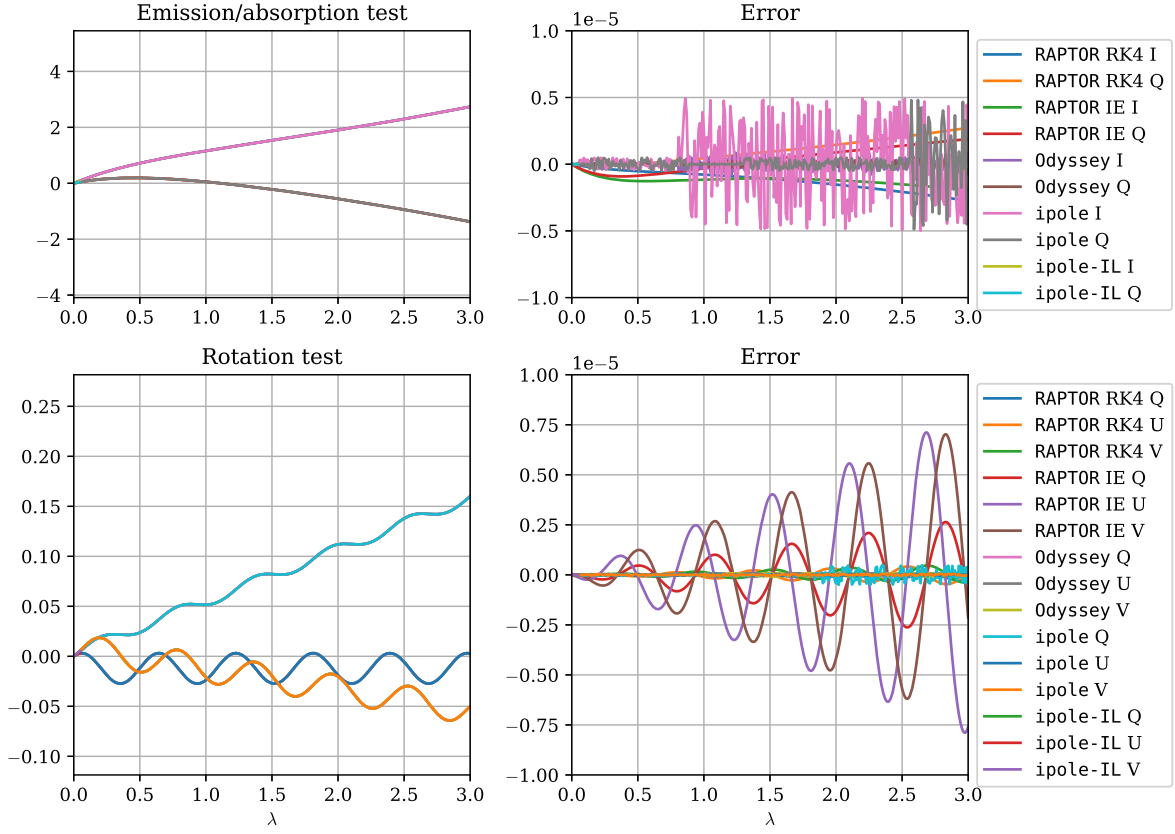 Emission/absorption test
4
2
0
−2
−4
0.0 0.5 1.0 1.5 2.0 2.5 3.0
Error
1e−5
1.0
0.5
0.0
−0.5
−1.0
0.0 0.5 1.0 1.5 2.0 2.5 3.0
RAPTOR RK4 I
RAPTOR RK4 Q
RAPTOR IE I
RAPTOR IE Q
Odyssey I
Odyssey Q
ipole I
ipole Q
ipole-IL I
ipole-IL Q
Rotation test
0.25
0.20
0.15
0.10
0.05
0.00
−0.05
−0.10
0.0 0.5 1.0 1.5 2.0 2.5 3.0
λ
Error
1e−5
1.00
0.75
0.50
0.25
0.00
−0.25
−0.50
−0.75
−1.00
0.0 0.5 1.0 1.5 2.0 2.5 3.0
λ
RAPTOR RK4 Q
RAPTOR RK4 U
RAPTOR RK4 V
RAPTOR IE Q
RAPTOR IE U
RAPTOR IE V
Odyssey Q
Odyssey U
Odyssey V
ipole Q
ipole U
ipole V
ipole-IL Q
ipole-IL U
ipole-IL V